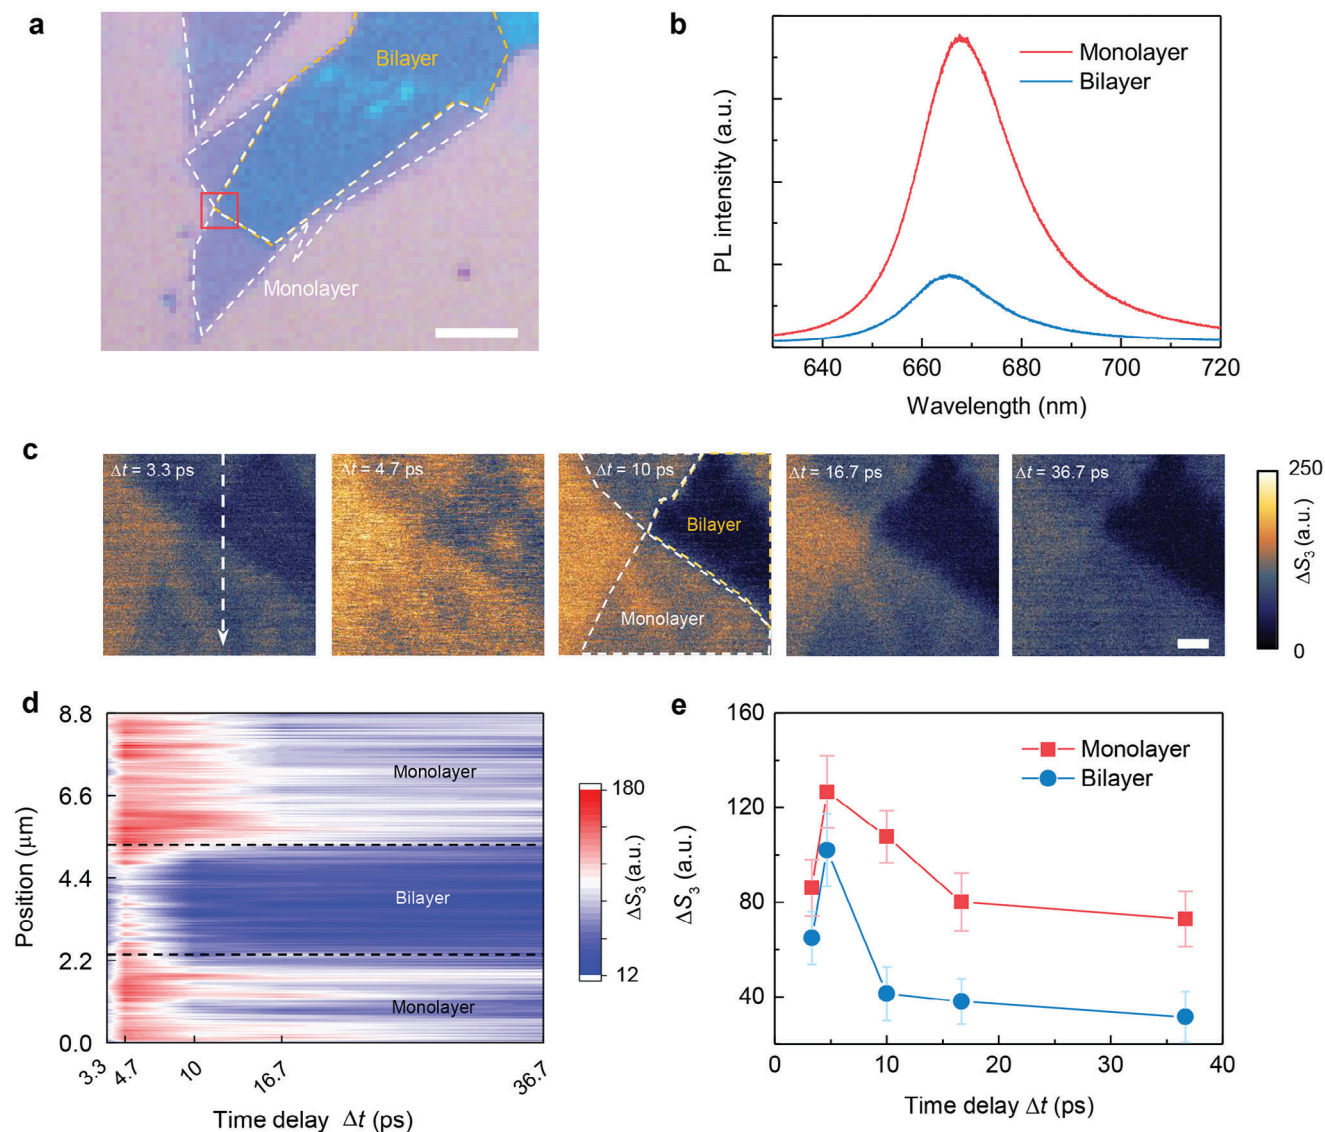 a
Bilayer
Monolayer
b
Monolayer
Bilayer
PL intensity (a.u.)
640 660 680 700 720
Wavelength (nm)
c
Δt = 3.3 ps
Δt = 4.7 ps
Δt = 10 ps
Bilayer
Monolayer
Δt = 16.7 ps
Δt = 36.7 ps
250
ΔS3 (a.u.)
0
d
8.8
6.6
4.4
2.2
0.0
Position (μm)
Monolayer
Bilayer
Monolayer
3.3 4.7 10 16.7 36.7
Time delay Δt (ps)
180
ΔS3 (a.u.)
12
e
160
120
80
40
ΔS3 (a.u.)
Monolayer
Bilayer
0 10 20 30 40
Time delay Δt (ps)